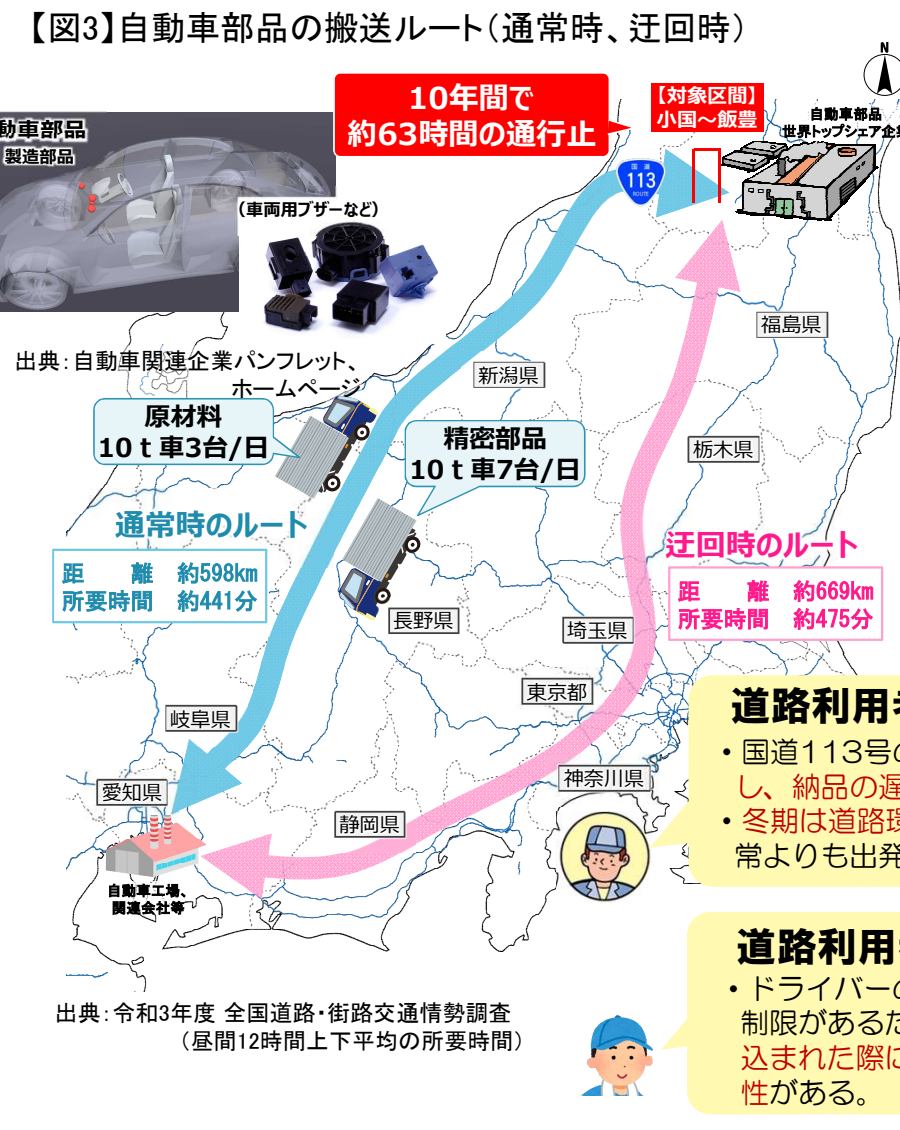 【図3】自動車部品の搬送ルート（通常時、迂回時）
N
10年間で
約63時間の通行止
【対象区間】
小国～飯豊
自動車部品
世界トップシェア企業
動車部品
製造部品
（車両用ブザーなど）
国道
113
ROUTE
出典：自動車関連企業パンフレット、
ホームページ
福島県
新潟県
原材料
10ｔ車3台/日
精密部品
10ｔ車7台/日
栃木県
通常時のルート
距　離　約598km
所要時間　約441分
迂回時のルート
距　離　約669km
所要時間　約475分
長野県
埼玉県
東京都
岐阜県
神奈川県
愛知県
静岡県
自動車工場、
関連会社等
道路利用
・国道113号の
し、納品の遅
・冬期は道路環
常よりも出発
道路利用
・ドライバーの
制限があるた
込まれた際に
性がある。
出典：令和3年度 全国道路・街路交通情勢調査
（昼間12時間上下平均の所要時間）